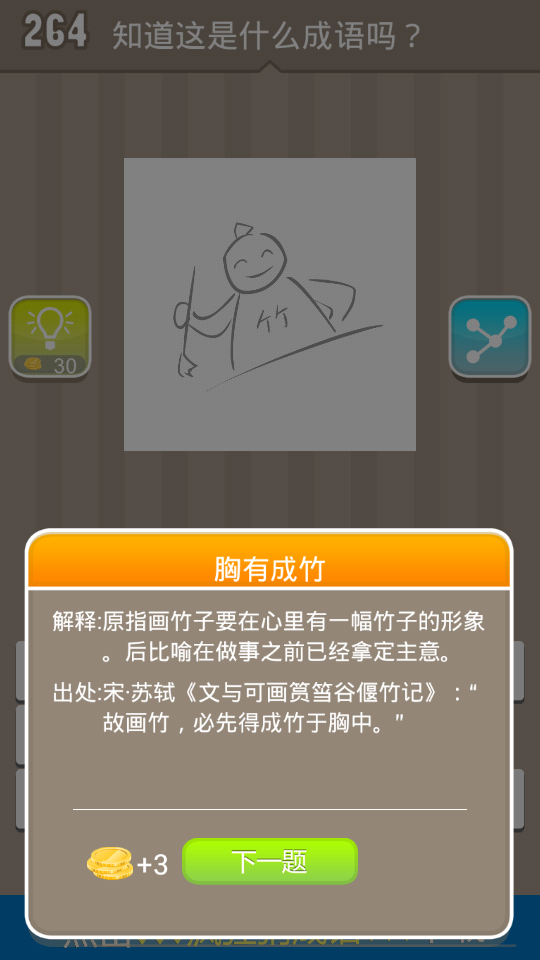 264 知道这是什么成语吗？
竹
30
胸有成竹
解释:原指画竹子要在心里有一幅竹子的形象
。后比喻在做事之前已经拿定主意。
出处:宋·苏轼《文与可画筼筜谷偃竹记》：“
故画竹，必先得成竹于胸中。”
+3 下一题